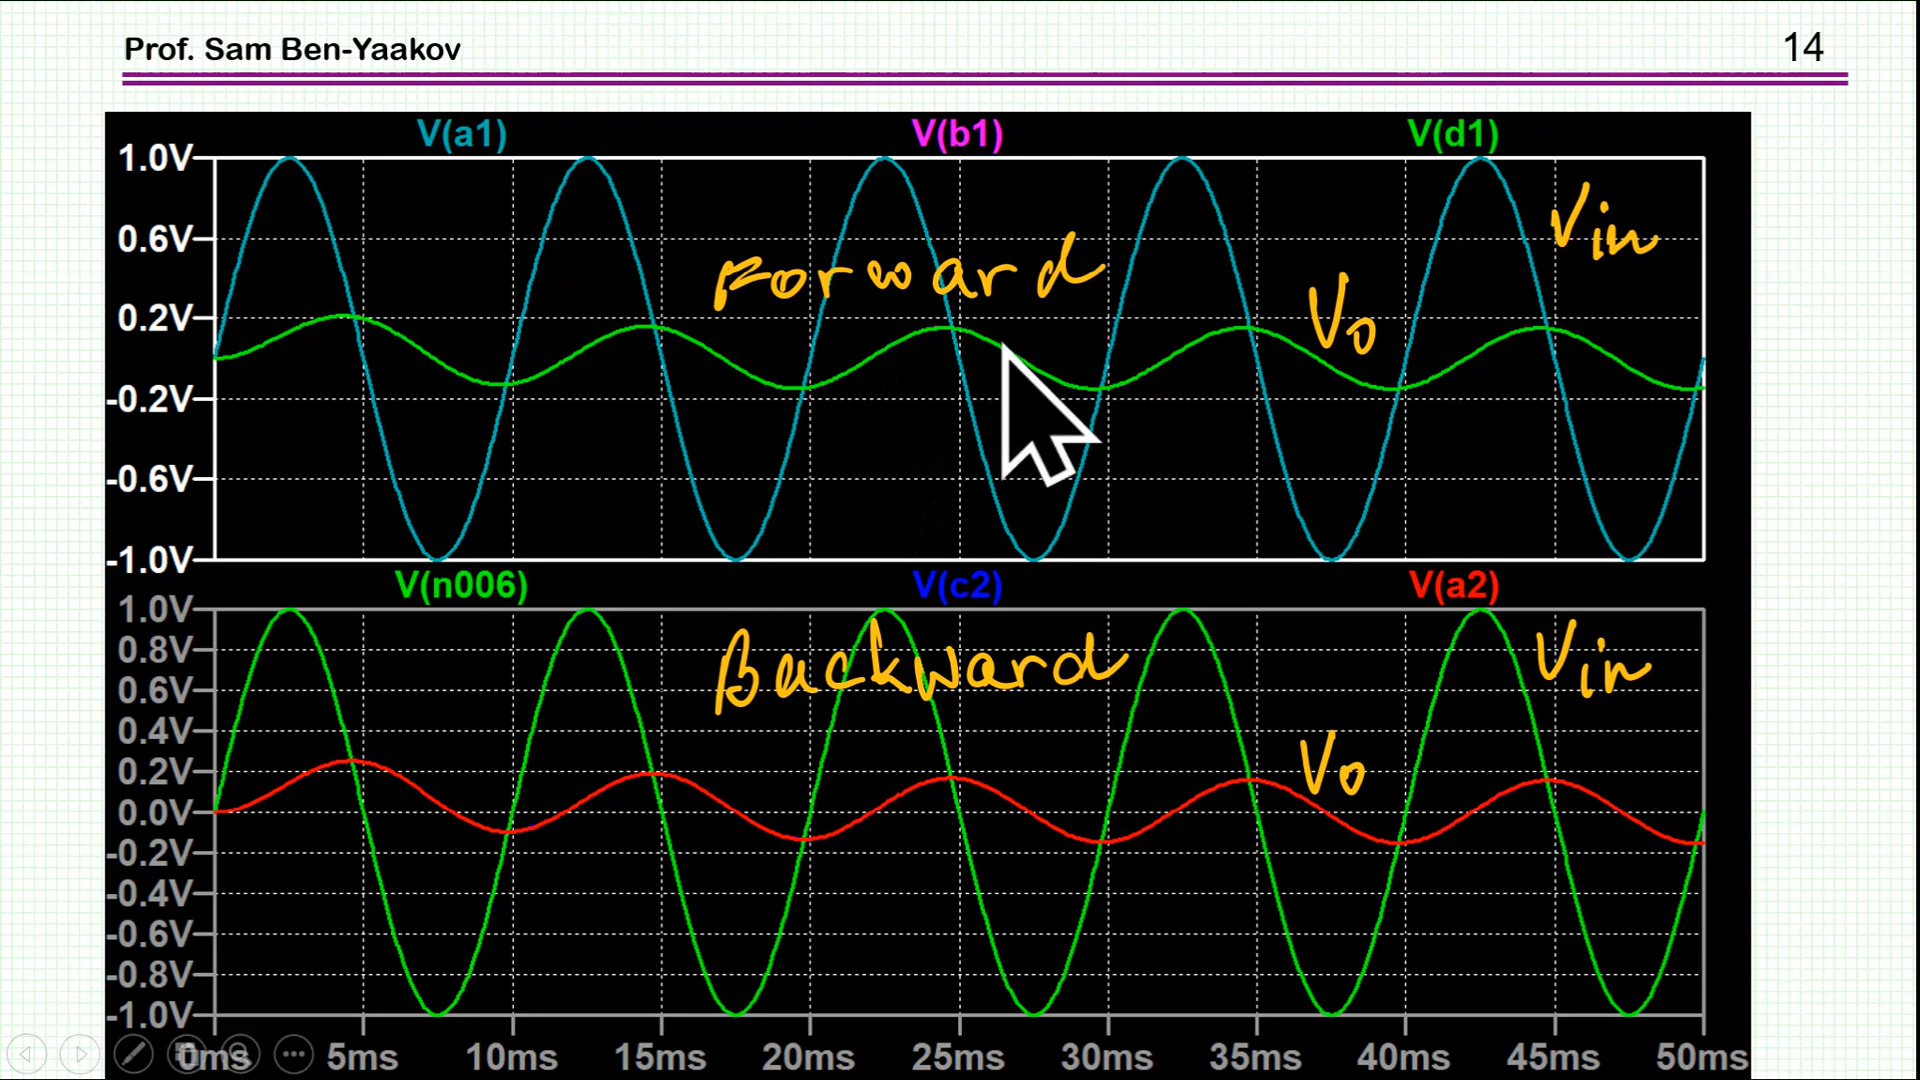 Prof. Sam Ben-Yaakov
14
V(a1) V(b1) V(d1)
1.0V
0.6V
0.2V
-0.2V
-0.6V
-1.0V
Forward
Vin
Vo
V(n006) V(c2) V(a2)
1.0V
0.8V
0.6V
0.4V
0.2V
0.0V
-0.2V
-0.4V
-0.6V
-0.8V
-1.0V
Backward
Vin
Vo
0ms 5ms 10ms 15ms 20ms 25ms 30ms 35ms 40ms 45ms 50ms